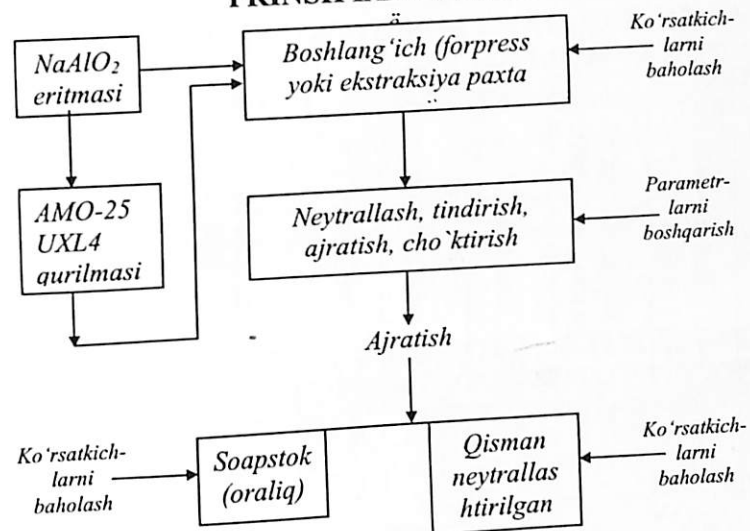 NaAlO₂
eritmasi
Boshlang‘ich (forpress
yoki ekstraksiya paxta
Ko‘rsatkich-
larni
baholash
AMO-25
UXL4
qurilmasi
Neytrallash, tindirish,
ajratish, cho`ktirish
Parametr-
larni
boshqarish
Ajratish
Ko‘rsatkich-
larni
baholash
Soapstok
(oraliq)
Qisman
neytrallas
htirilgan
Ko‘rsatkich-
larni
baholash